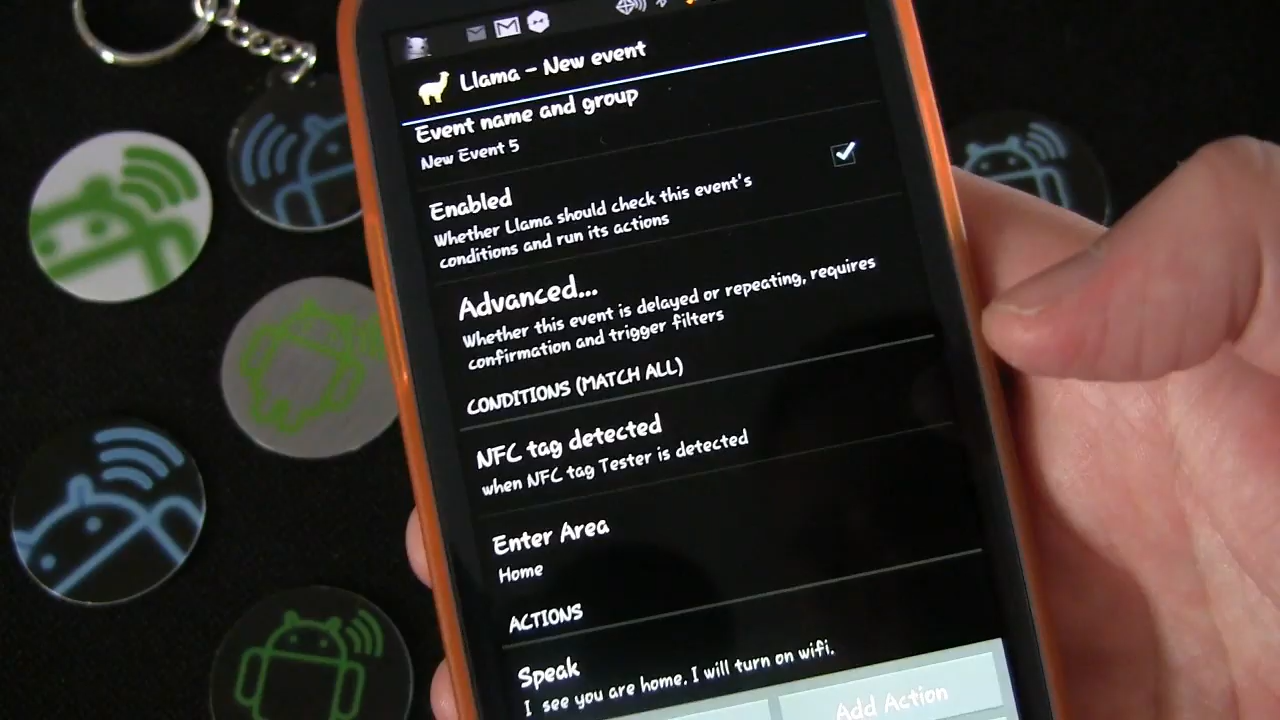 Llama - New event
Event name and group
New Event 5
Enabled
Whether Llama should check this event's
conditions and run its actions
Advanced...
Whether this event is delayed or repeating, requires
confirmation and trigger filters
CONDITIONS (MATCH ALL)
NFC tag detected
when NFC tag Tester is detected
Enter Area
Home
ACTIONS
Speak
I see you are home. I will turn on wifi.
Add Action